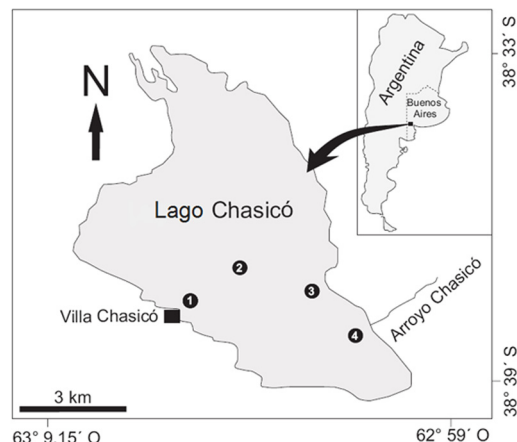 38° 33´ S
Argentina
Buenos
Aires
N
Lago Chasicó
2
3
1
Villa Chasicó
4
Arroyo Chasicó
38° 39´ S
3 km
63° 9.15´ O
62° 59´ O